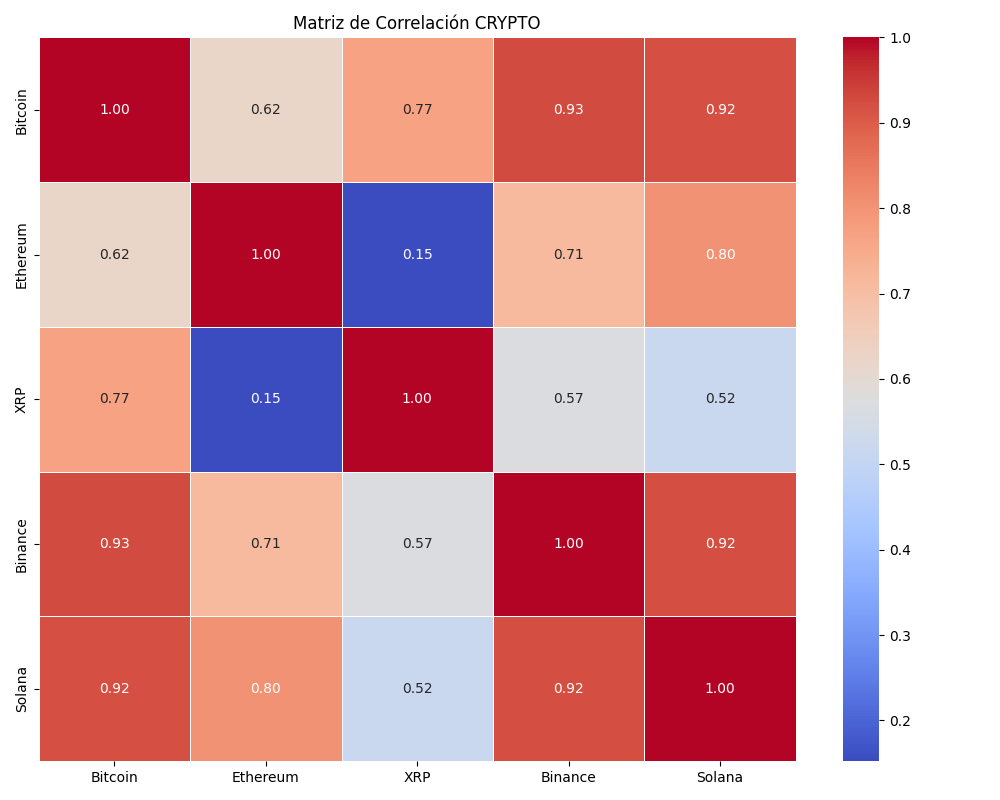 Matriz de Correlación CRYPTO
Bitcoin 1.00 0.62 0.77 0.93 0.92
Ethereum 0.62 1.00 0.15 0.71 0.80
XRP 0.77 0.15 1.00 0.57 0.52
Binance 0.93 0.71 0.57 1.00 0.92
Solana 0.92 0.80 0.52 0.92 1.00
Bitcoin Ethereum XRP Binance Solana
1.0
0.9
0.8
0.7
0.6
0.5
0.4
0.3
0.2